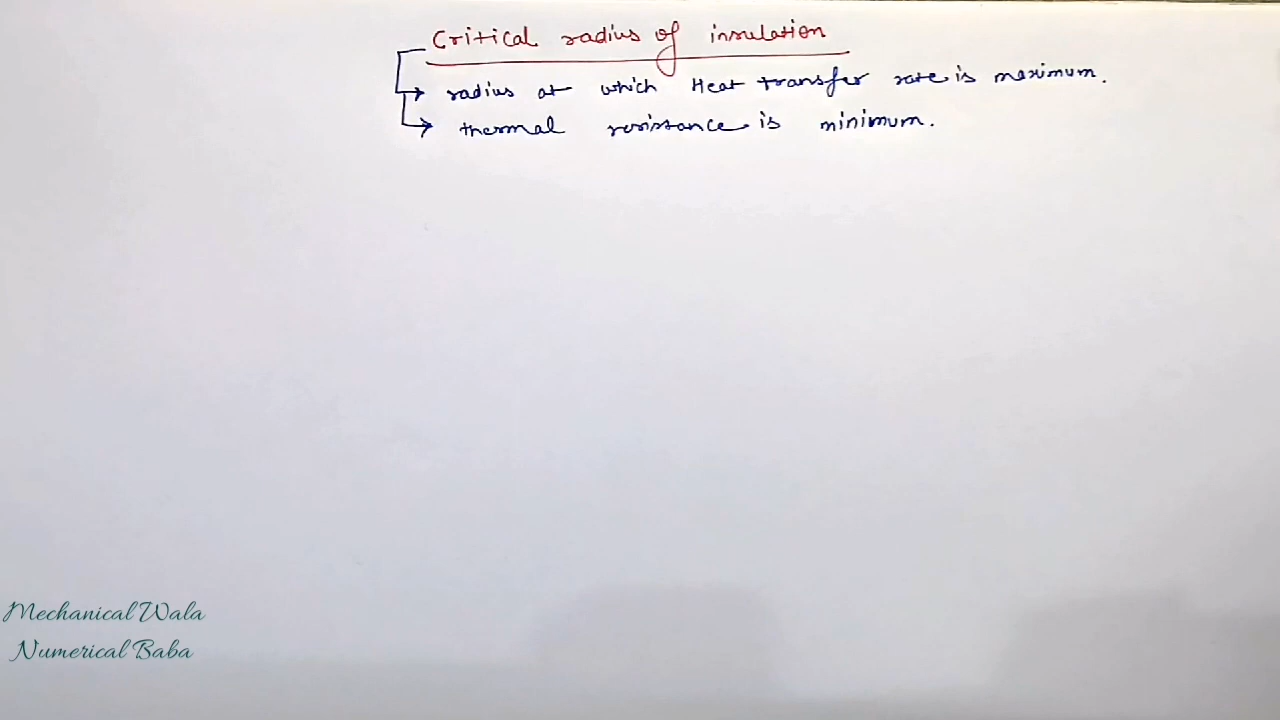 Critical radius of insulation
radius at which Heat transfer rate is maximum.
thermal resistance is minimum.
Mechanical Wala
Numerical Baba